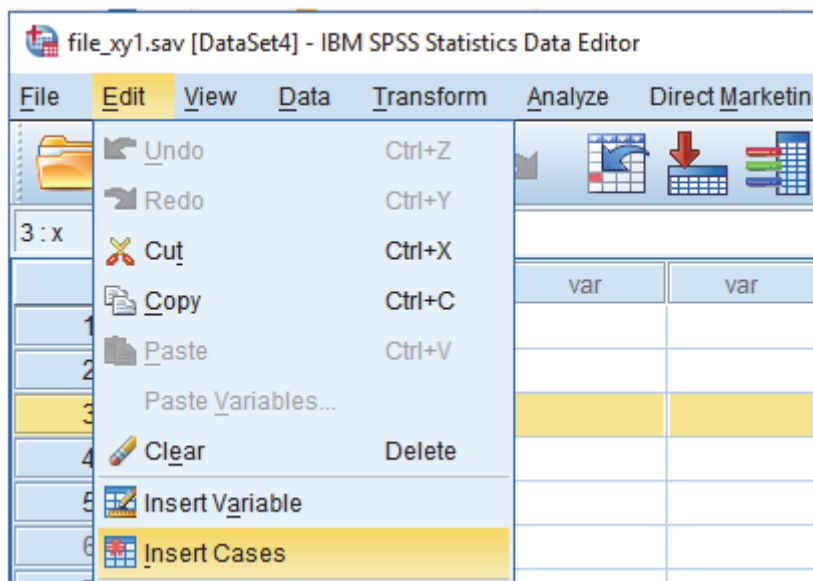 file_xy1.sav [DataSet4] - IBM SPSS Statistics Data Editor
File Edit View Data Transform Analyze Direct Marketin
Undo Ctrl+Z
Redo Ctrl+Y
3 : x
Cut Ctrl+X
var var
Copy Ctrl+C
1
Paste Ctrl+V
2
Paste Variables...
3
Clear Delete
4
Insert Variable
5
Insert Cases
6